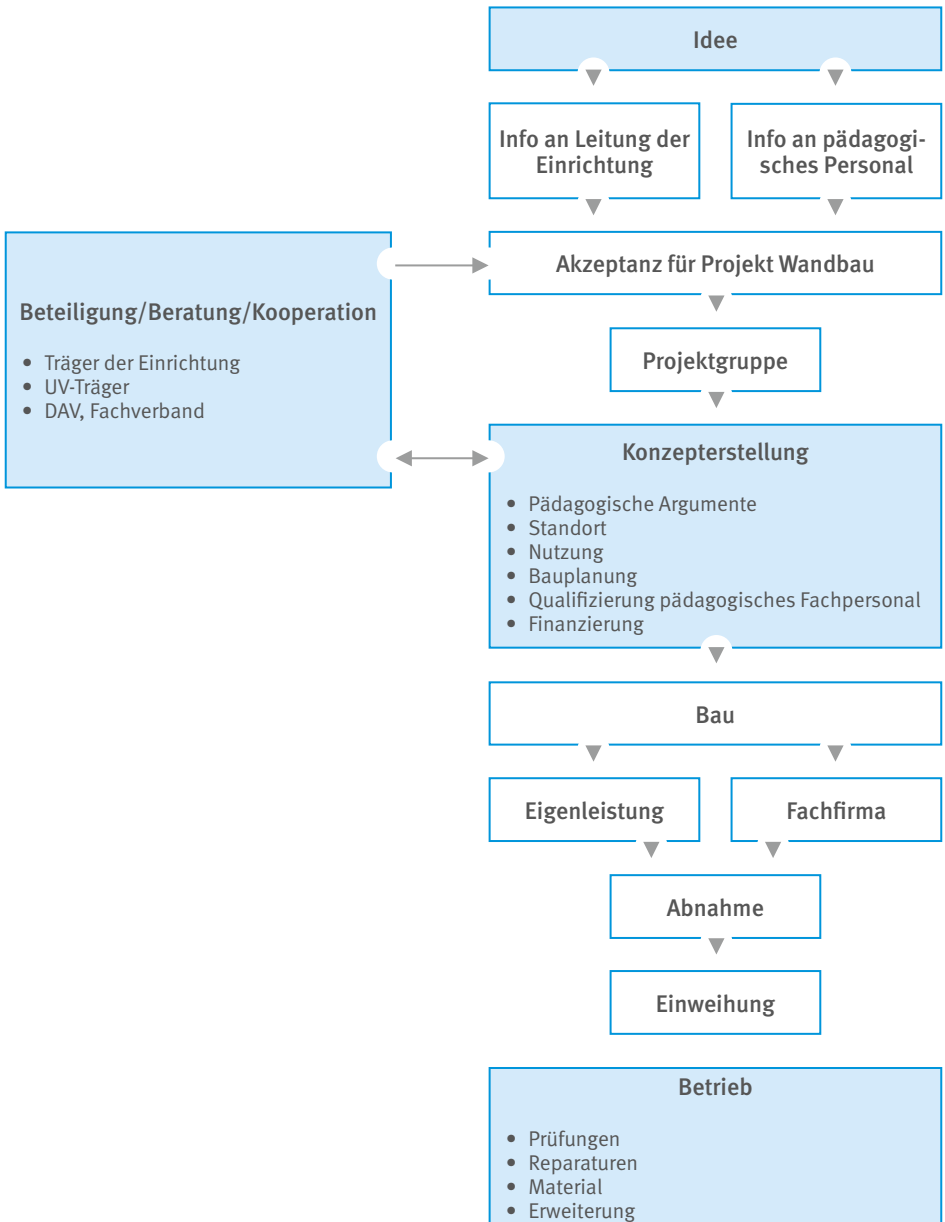 Idee
Info an Leitung der
Einrichtung
Info an pädagogi-
sches Personal
Akzeptanz für Projekt Wandbau
Beteiligung/Beratung/Kooperation
• Träger der Einrichtung
• UV-Träger
• DAV, Fachverband
Projektgruppe
Konzepterstellung
• Pädagogische Argumente
• Standort
• Nutzung
• Bauplanung
• Qualifizierung pädagogisches Fachpersonal
• Finanzierung
Bau
Eigenleistung
Fachfirma
Abnahme
Einweihung
Betrieb
• Prüfungen
• Reparaturen
• Material
• Erweiterung